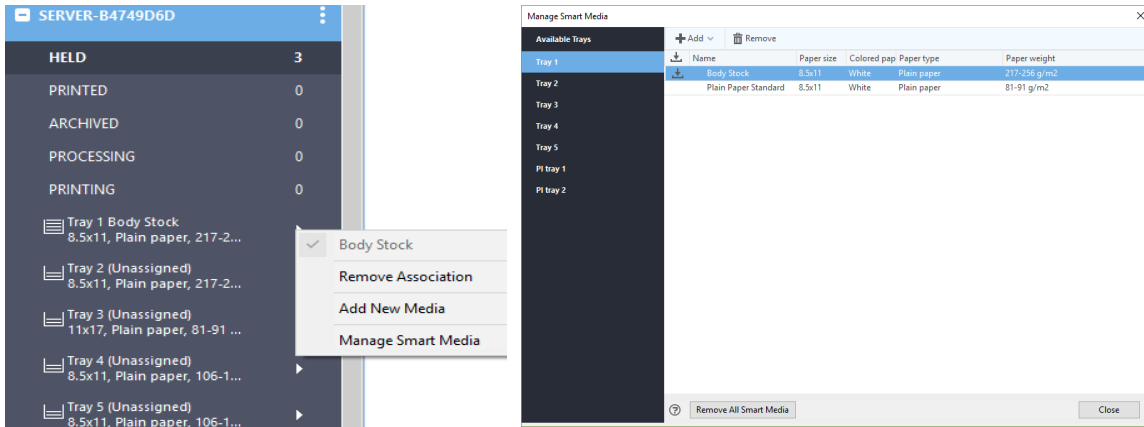 SERVER-B4749D6D
HELD 3
PRINTED 0
ARCHIVED 0
PROCESSING 0
PRINTING 0
Tray 1 Body Stock
8.5x11, Plain paper, 217-2...
Tray 2 (Unassigned)
8.5x11, Plain paper, 217-2...
Tray 3 (Unassigned)
11x17, Plain paper, 81-91 ...
Tray 4 (Unassigned)
8.5x11, Plain paper, 106-1...
Tray 5 (Unassigned)
8.5x11, Plain paper, 106-1...
Body Stock
Remove Association
Add New Media
Manage Smart Media
Manage Smart Media
Available Trays
Tray 1
Tray 2
Tray 3
Tray 4
Tray 5
PI tray 1
PI tray 2
Add Remove
Name Paper size Colored pap Paper type Paper weight
Body Stock 8.5x11 White Plain paper 217-256 g/m2
Plain Paper Standard 8.5x11 White Plain paper 81-91 g/m2
Remove All Smart Media
Close